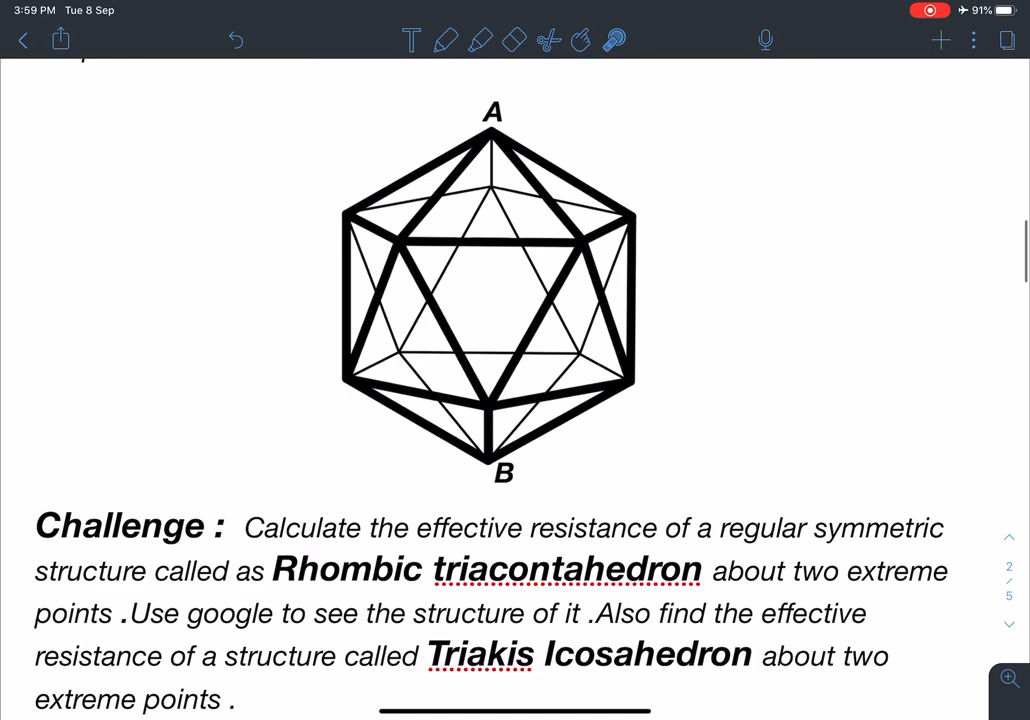 3:59 PM Tue 8 Sep
91%
A
B
Challenge : Calculate the effective resistance of a regular symmetric
structure called as Rhombic triacontahedron about two extreme
points .Use google to see the structure of it .Also find the effective
resistance of a structure called Triakis Icosahedron about two
extreme points .
2
/
5